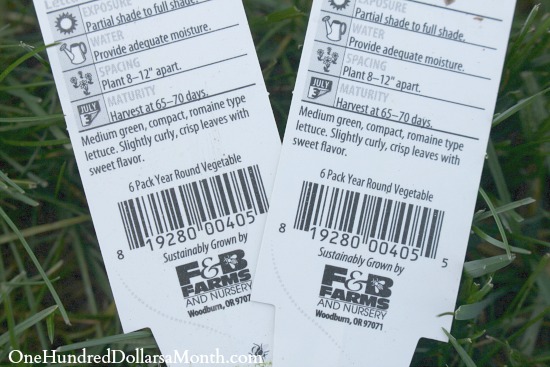 Partial shade to full shade.
WATER
Provide adequate moisture.
SPACING
Plant 8–12" apart.
MATURITY
JULY
3
Harvest at 65–70 days.
Medium green, compact, romaine type
lettuce. Slightly curly, crisp leaves with
sweet flavor.
6 Pack Year Round Vegetable
8 19280 00405
Sustainably Grown by
F&B
FARMS
AND NURSERY
Woodburn, OR 9707
EXPOSURE
Partial shade to full shade.
WATER
Provide adequate moisture.
SPACING
Plant 8–12" apart.
MATURITY
JULY
3
Harvest at 65–70 days.
Medium green, compact, romaine type
lettuce. Slightly curly, crisp leaves with
sweet flavor.
6 Pack Year Round Vegetable
8 19280 00405 5
Sustainably Grown by
F&B
FARMS
AND NURSERY
Woodburn, OR 97071
OneHundredDollarsaMonth.com